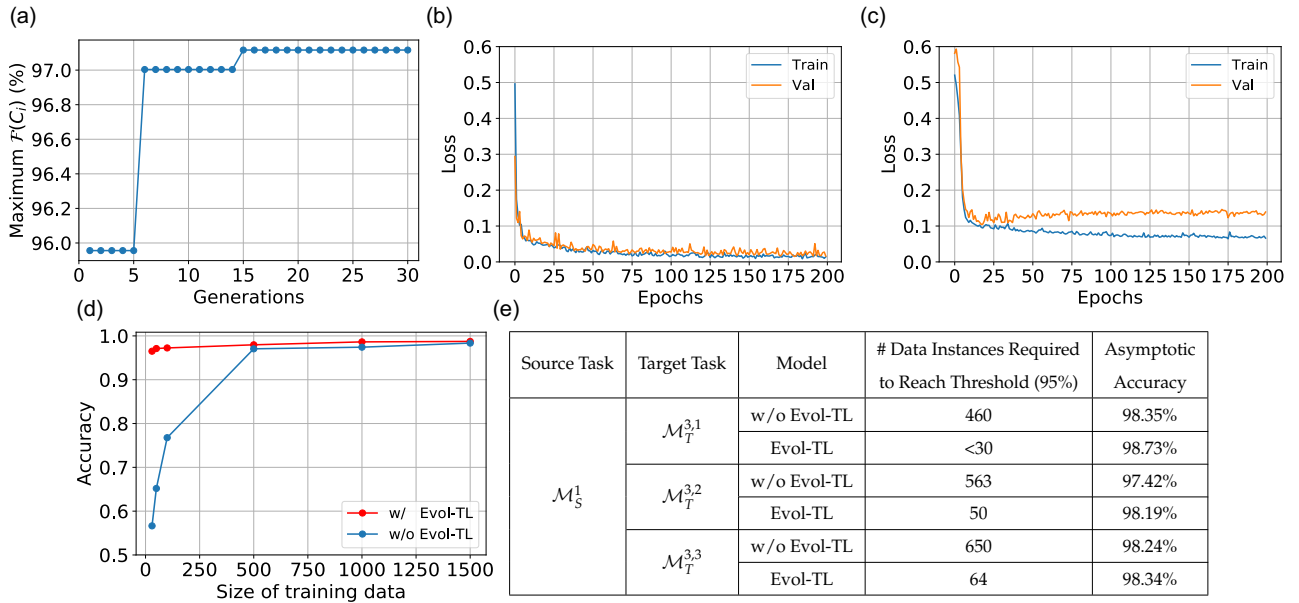 (a)
Maximum F(Cᵢ) (%)
97.0
96.8
96.6
96.4
96.2
96.0
0 5 10 15 20 25 30
Generations
(b)
Loss
0.6
0.5
0.4
0.3
0.2
0.1
0.0
Train
Val
0 25 50 75 100 125 150 175 200
Epochs
(c)
Loss
0.6
0.5
0.4
0.3
0.2
0.1
0.0
Train
Val
0 25 50 75 100 125 150 175 200
Epochs
(d)
Accuracy
1.0
0.9
0.8
0.7
0.6
0.5
w/ Evol-TL
w/o Evol-TL
0 250 500 750 1000 1250 1500
Size of training data
(e)
Source Task Target Task Model # Data Instances Required to Reach Threshold (95%) Asymptotic Accuracy
M_S^1 M_T^{3,1} w/o Evol-TL 460 98.35%
Evol-TL <30 98.73%
M_T^{3,2} w/o Evol-TL 563 97.42%
Evol-TL 50 98.19%
M_T^{3,3} w/o Evol-TL 650 98.24%
Evol-TL 64 98.34%